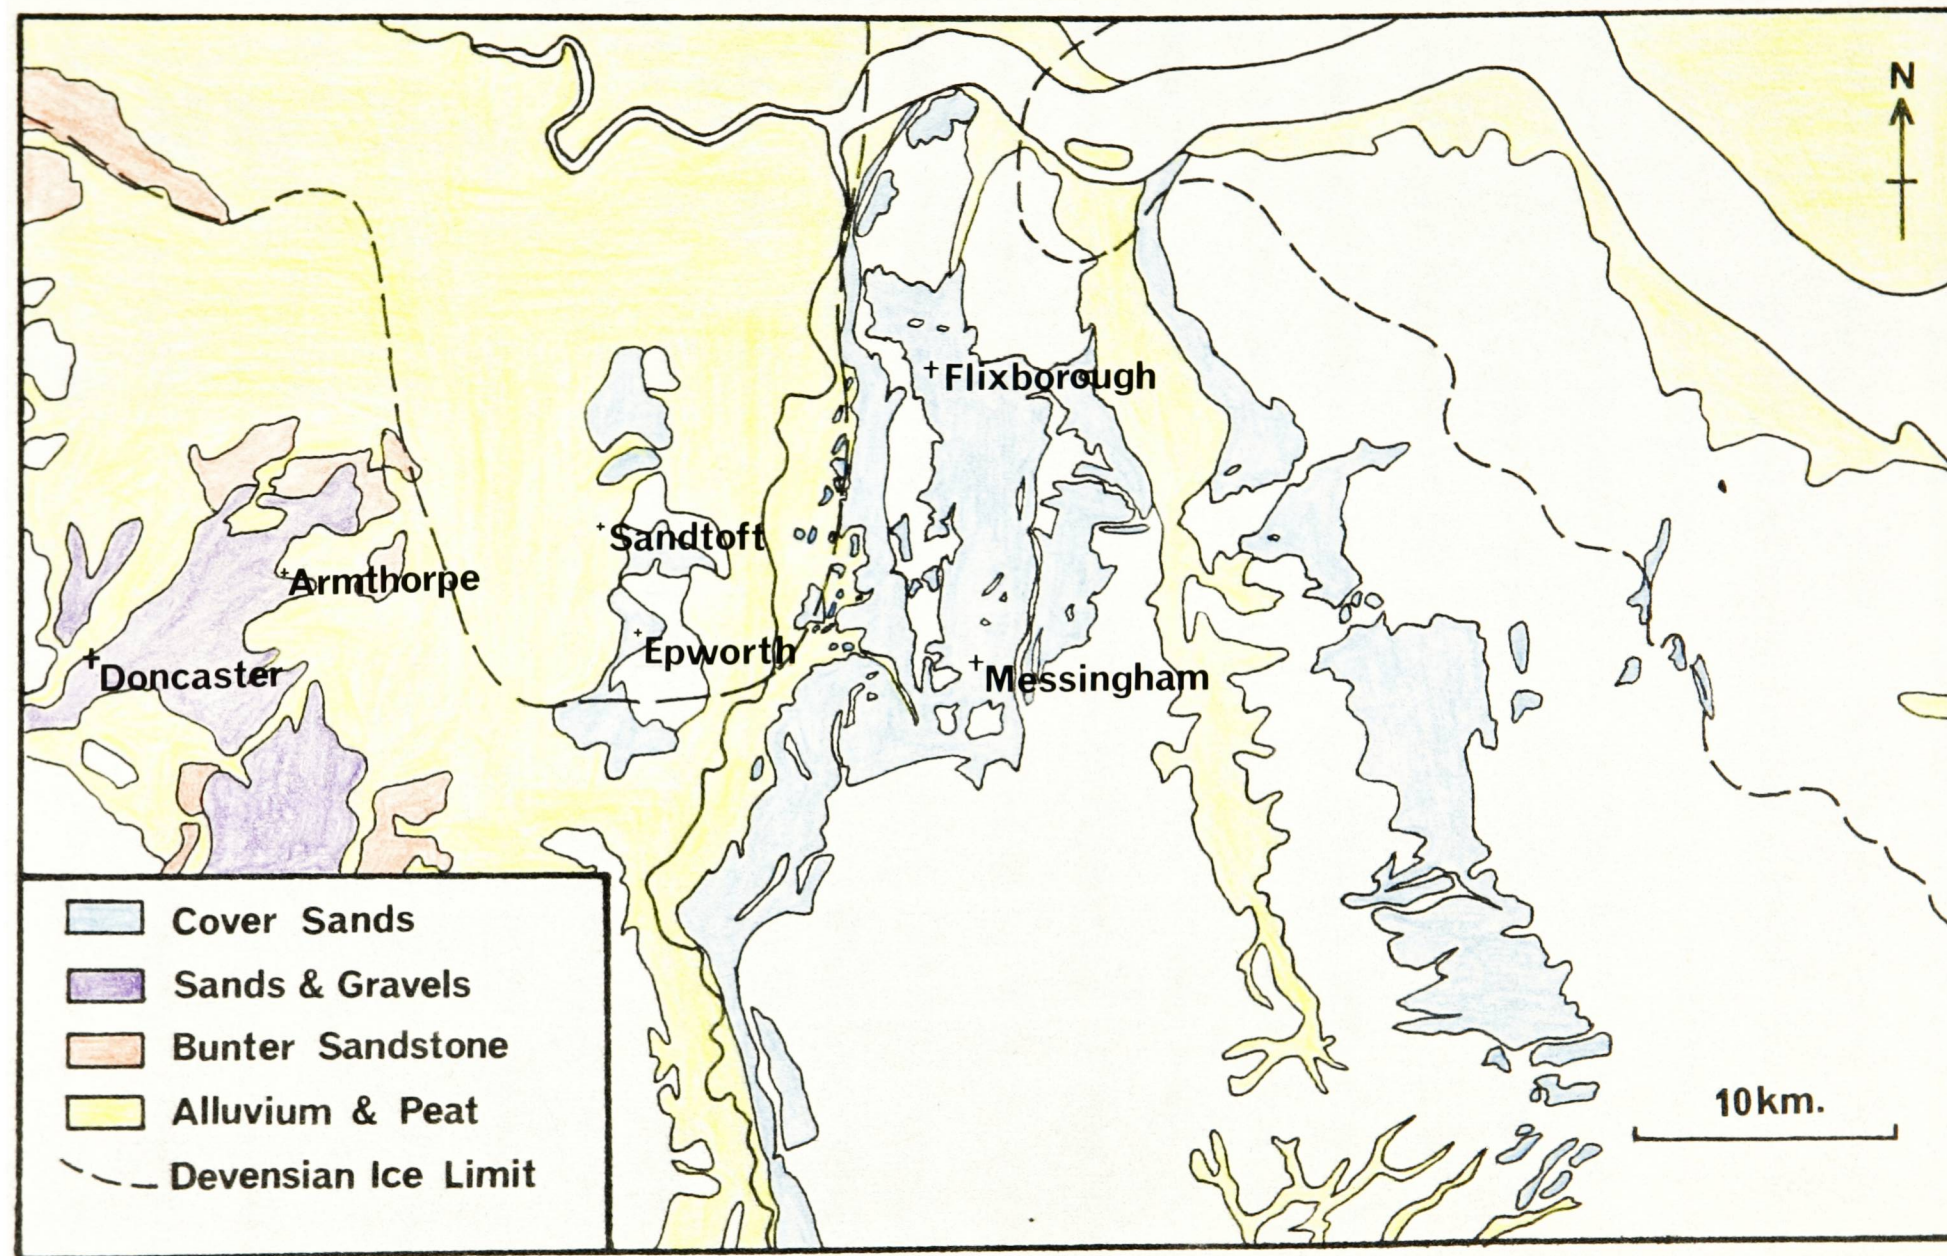 N
Flixborough
Sandtoft
Armthorpe
Epworth
Doncaster
Messingham
Cover Sands
Sands & Gravels
Bunter Sandstone
Alluvium & Peat
Devensian Ice Limit
10km.